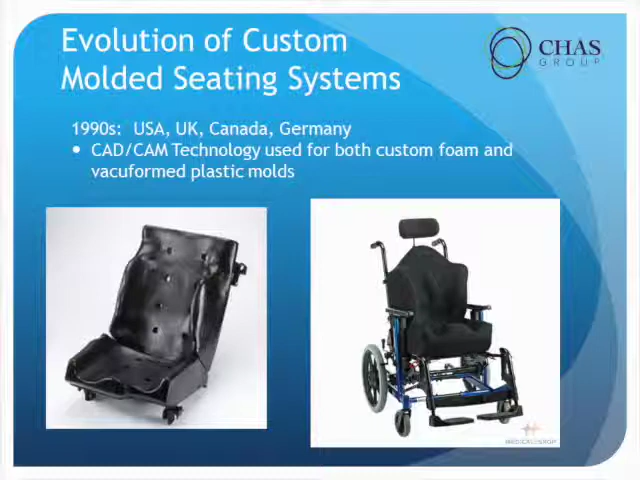 Evolution of Custom
Molded Seating Systems
CHAS
GROUP
1990s: USA, UK, Canada, Germany
• CAD/CAM Technology used for both custom foam and
vacuformed plastic molds